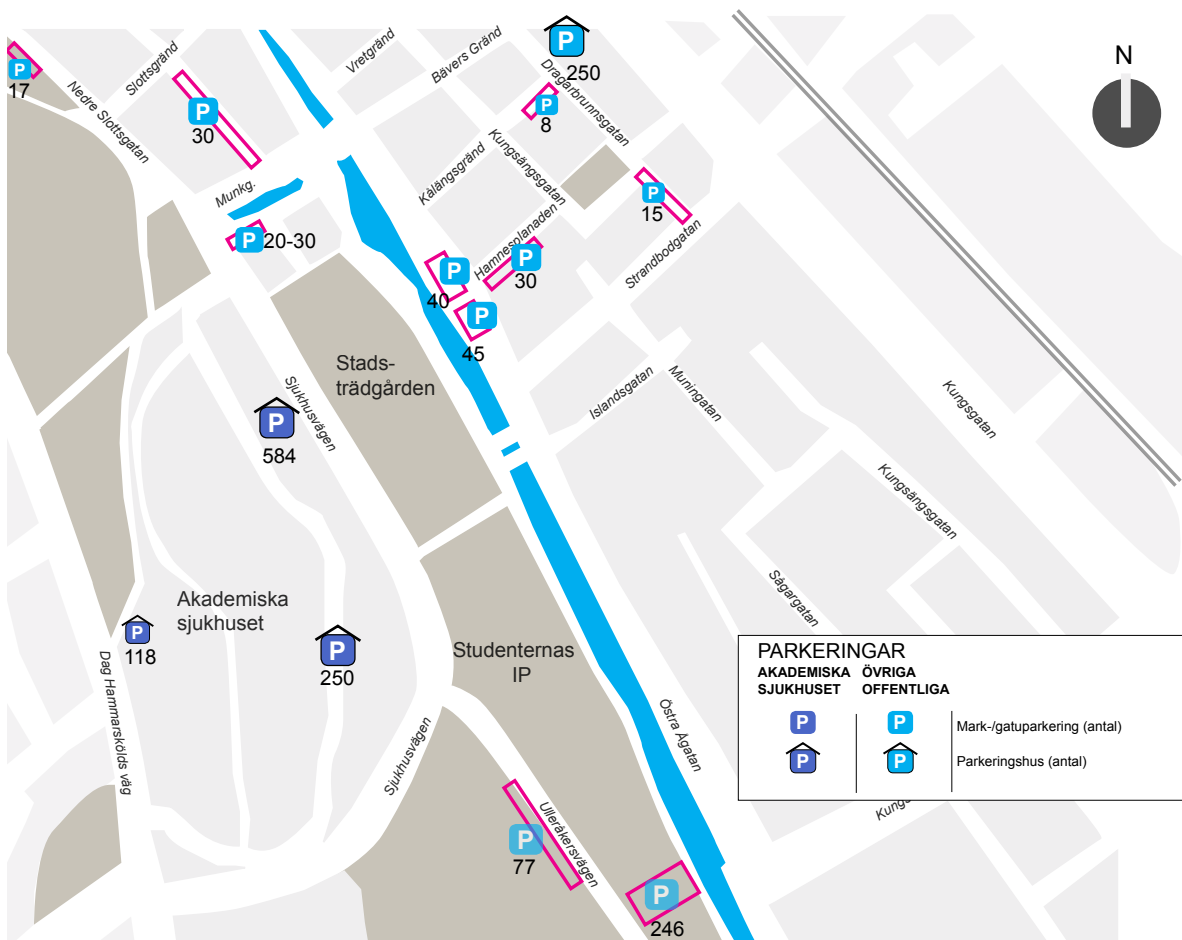 N
P
250
P
17
Nedre Slottsgatan
Slottsgränd
P
30
Vretgränd
Bävers Gränd
Dragarbrunnsgatan
P
8
Kungsängsgatan
Kålängsgränd
Munkg.
P
15
P 20-30
Hamnesplanaden
Strandbodgatan
P
40
P
30
P
45
Stads-
trädgården
Sjukhusvägen
P
584
Islandsgatan
Muningatan
Kungsgatan
Kungsängsgatan
Sågargatan
Akademiska
sjukhuset
P
118
P
250
Studenternas
IP
Dag Hammarskölds väg
Sjukhusvägen
Östra Ågatan
Ulleråkersvägen
P
77
P
246
PARKERINGAR
AKADEMISKA ÖVRIGA
SJUKHUSET OFFENTLIGA
P P Mark-/gatuparkering (antal)
P P Parkeringshus (antal)